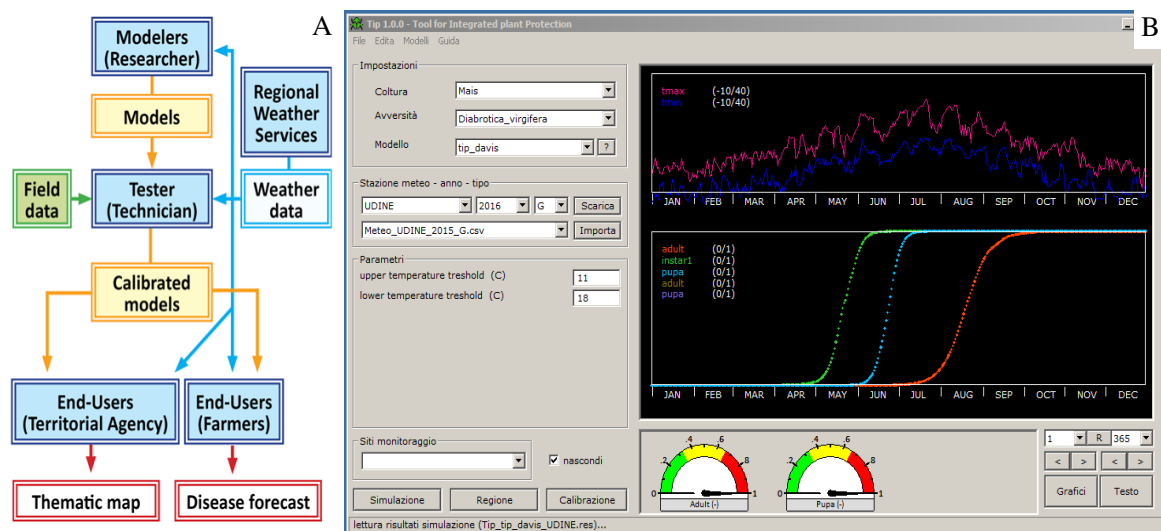 A
Modelers
(Researcher)
Models
Regional
Weather
Services
Field
data
Tester
(Technician)
Weather
data
Calibrated
models
End-Users
(Territorial Agency)
End-Users
(Farmers)
Thematic map
Disease forecast
B
Tip 1.0.0 - Tool for Integrated plant Protection
File Edita Modelli Guida
Impostazioni
Coltura Mais
Avversità Diabrotica_virgifera
Modello tip_davis ?
Stazione meteo - anno - tipo
UDINE 2016 G Scarica
Meteo_UDINE_2015_G.csv Importa
Parametri
upper temperature treshold (C) 11
lower temperature treshold (C) 18
Siti monitoraggio
nascondi
Simulazione Regione Calibrazione
lettura risultati simulazione (Tip_tip_davis_UDINE.res)...
tmax (-10/40)
tmin (-10/40)
JAN FEB MAR APR MAY JUN JUL AUG SEP OCT NOV DEC
adult (0/1)
instar1 (0/1)
pupa (0/1)
adult (0/1)
pupa (0/1)
JAN FEB MAR APR MAY JUN JUL AUG SEP OCT NOV DEC
0 .2 .4 .6 .8 1
Adult (-)
0 .2 .4 .6 .8 1
Pupa (-)
1 R 365
< > < >
Grafici Testo